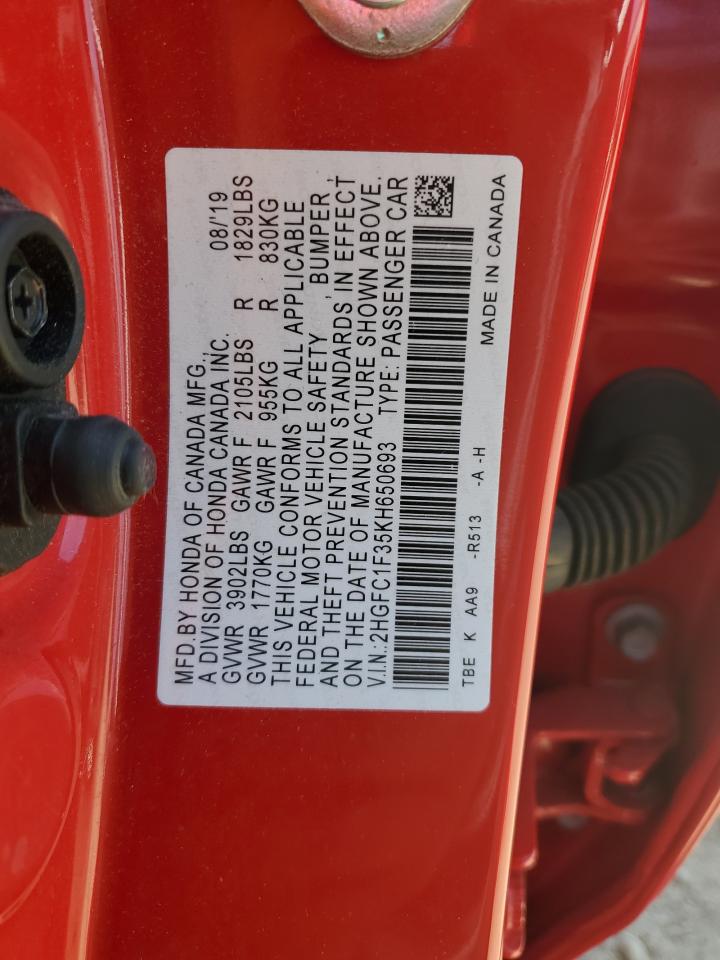 MFD.BY HONDA OF CANADA MFG.,
A DIVISION OF HONDA CANADA INC. 08/'19
GVWR 3902LBS GAWR F 2105LBS R 1829LBS
GVWR 1770KG GAWR F 955KG R 830KG
THIS VEHICLE CONFORMS TO ALL APPLICABLE
FEDERAL MOTOR VEHICLE SAFETY , BUMPER ,
AND THEFT PREVENTION STANDARDS IN EFFECT
ON THE DATE OF MANUFACTURE SHOWN ABOVE.
V.I.N.:2HGFC1F35KH650693 TYPE: PASSENGER CAR
TBE K AA9 -R513 -A -H MADE IN CANADA